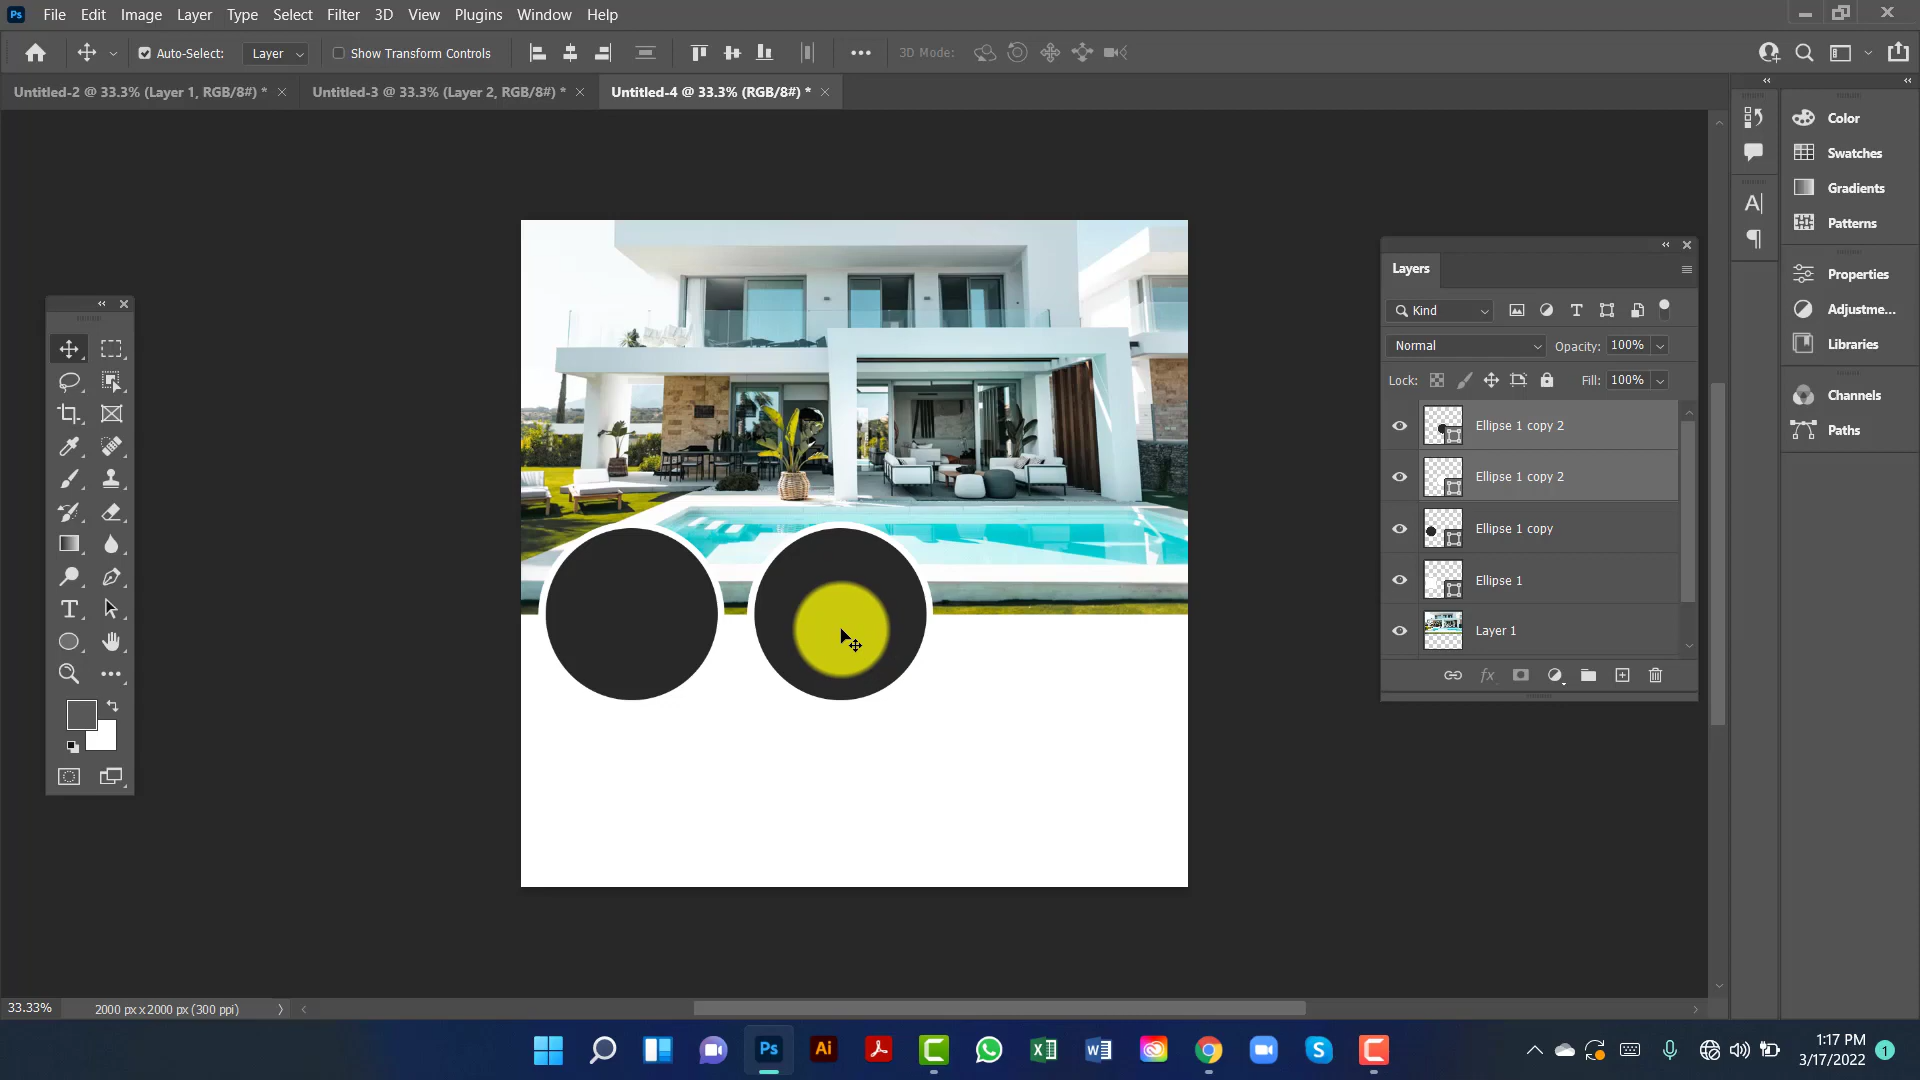 Ps File Edit Image Layer Type Select Filter 3D View Plugins Window Help
Auto-Select: Layer Show Transform Controls 3D Mode:
Untitled-2 @ 33.3% (Layer 1, RGB/8#) * Untitled-3 @ 33.3% (Layer 2, RGB/8#) * Untitled-4 @ 33.3% (RGB/8#) *
Color
Swatches
Gradients
Patterns
Properties
Adjustme...
Libraries
Channels
Paths
Layers
Kind
Normal Opacity: 100%
Lock: Fill: 100%
Ellipse 1 copy 2
Ellipse 1 copy 2
Ellipse 1 copy
Ellipse 1
Layer 1
33.33% 2000 px x 2000 px (300 ppi)
Ps Ai
1:17 PM
3/17/2022
1